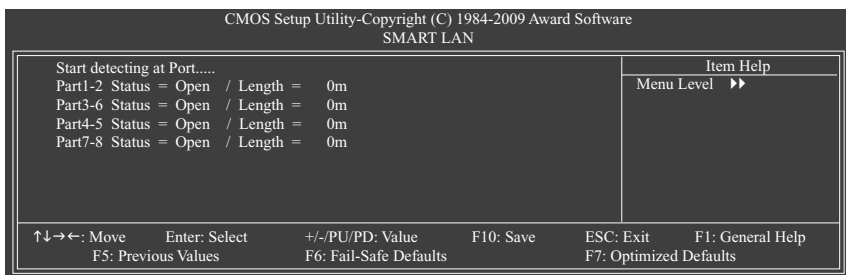 CMOS Setup Utility-Copyright (C) 1984-2009 Award Software
SMART LAN
Start detecting at Port.....
Part1-2 Status = Open / Length = 0m
Part3-6 Status = Open / Length = 0m
Part4-5 Status = Open / Length = 0m
Part7-8 Status = Open / Length = 0m
Item Help
Menu Level ▶▶
↑↓→←: Move Enter: Select +/-/PU/PD: Value F10: Save ESC: Exit F1: General Help
F5: Previous Values F6: Fail-Safe Defaults F7: Optimized Defaults